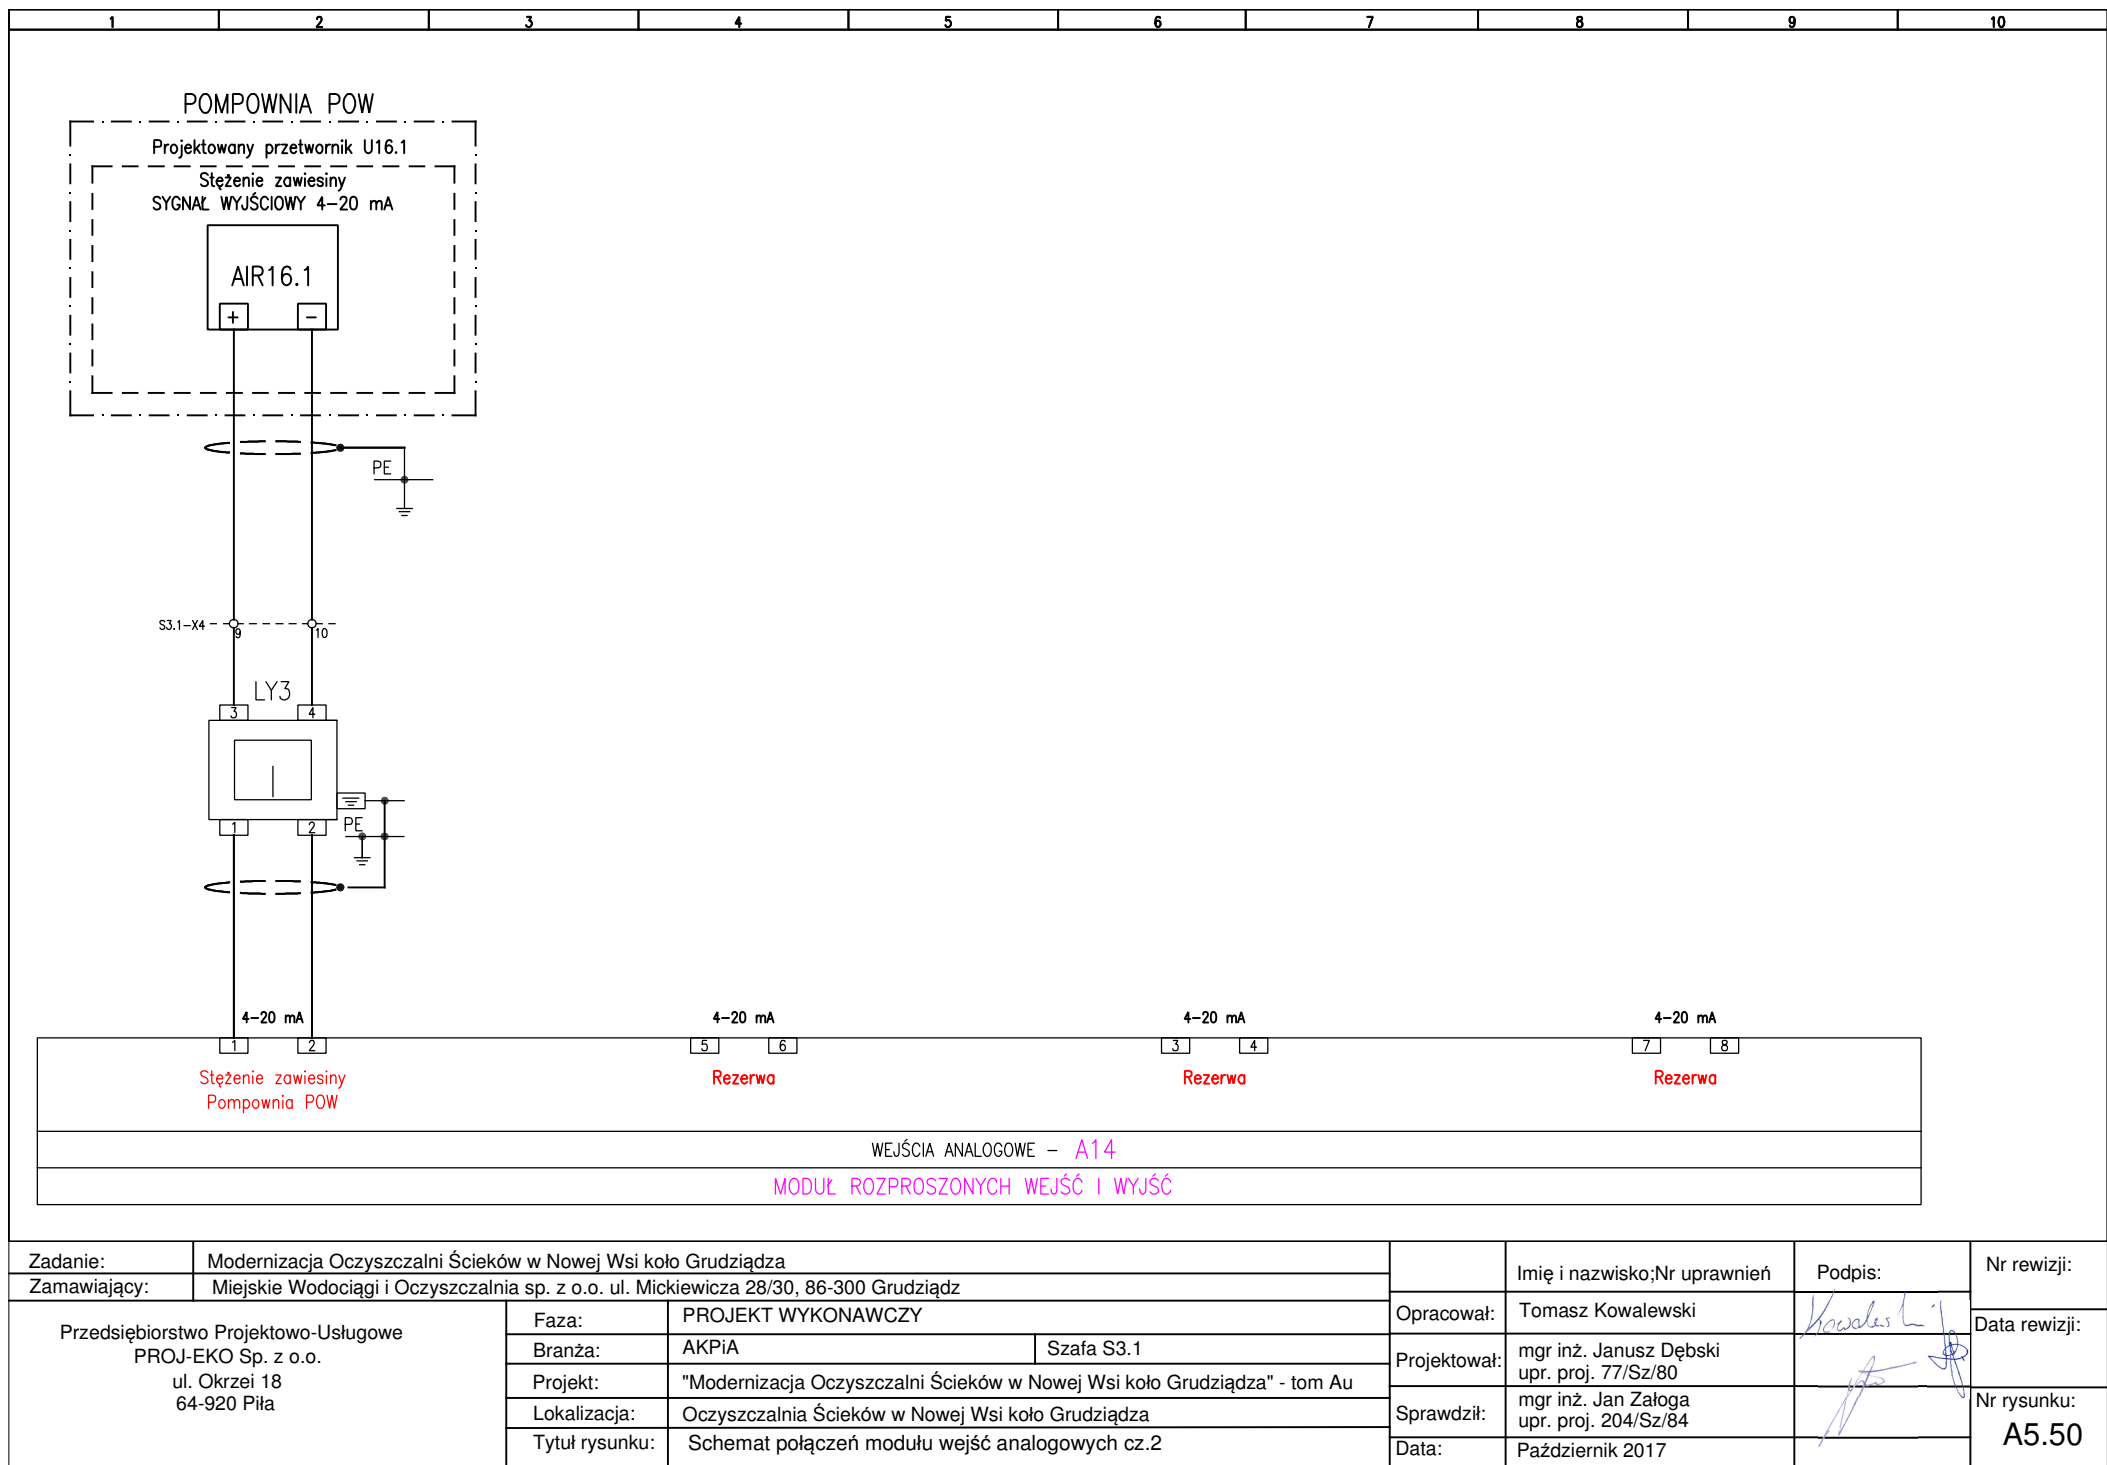 1 2 3 4 5 6 7 8 9 10
POMPOWNIA POW
Projektowany przetwornik U16.1
Stężenie zawiesiny
SYGNAŁ WYJŚCIOWY 4-20 mA
AIR16.1
+ -
PE
S3.1-X4 9 10
LY3
3 4
1 2
PE
4-20 mA 4-20 mA 4-20 mA 4-20 mA
1 2 5 6 3 4 7 8
Stężenie zawiesiny Rezerwa Rezerwa Rezerwa
Pompownia POW
WEJŚCIA ANALOGOWE - A14
MODUŁ ROZPROSZONYCH WEJŚĆ I WYJŚĆ
Zadanie: Modernizacja Oczyszczalni Ścieków w Nowej Wsi koło Grudziądza
Zamawiający: Miejskie Wodociągi i Oczyszczalnia sp. z o.o. ul. Mickiewicza 28/30, 86-300 Grudziądz
Przedsiębiorstwo Projektowo-Usługowe
PROJ-EKO Sp. z o.o.
ul. Okrzei 18
64-920 Piła
Faza: PROJEKT WYKONAWCZY
Branża: AKPiA Szafa S3.1
Projekt: "Modernizacja Oczyszczalni Ścieków w Nowej Wsi koło Grudziądza" - tom Au
Lokalizacja: Oczyszczalnia Ścieków w Nowej Wsi koło Grudziądza
Tytuł rysunku: Schemat połączeń modułu wejść analogowych cz.2
Imię i nazwisko;Nr uprawnień Podpis:
Opracował: Tomasz Kowalewski
Projektował: mgr inż. Janusz Dębski
upr. proj. 77/Sz/80
Sprawdził: mgr inż. Jan Załoga
upr. proj. 204/Sz/84
Data: Październik 2017
Nr rewizji:
Data rewizji:
Nr rysunku:
A5.50